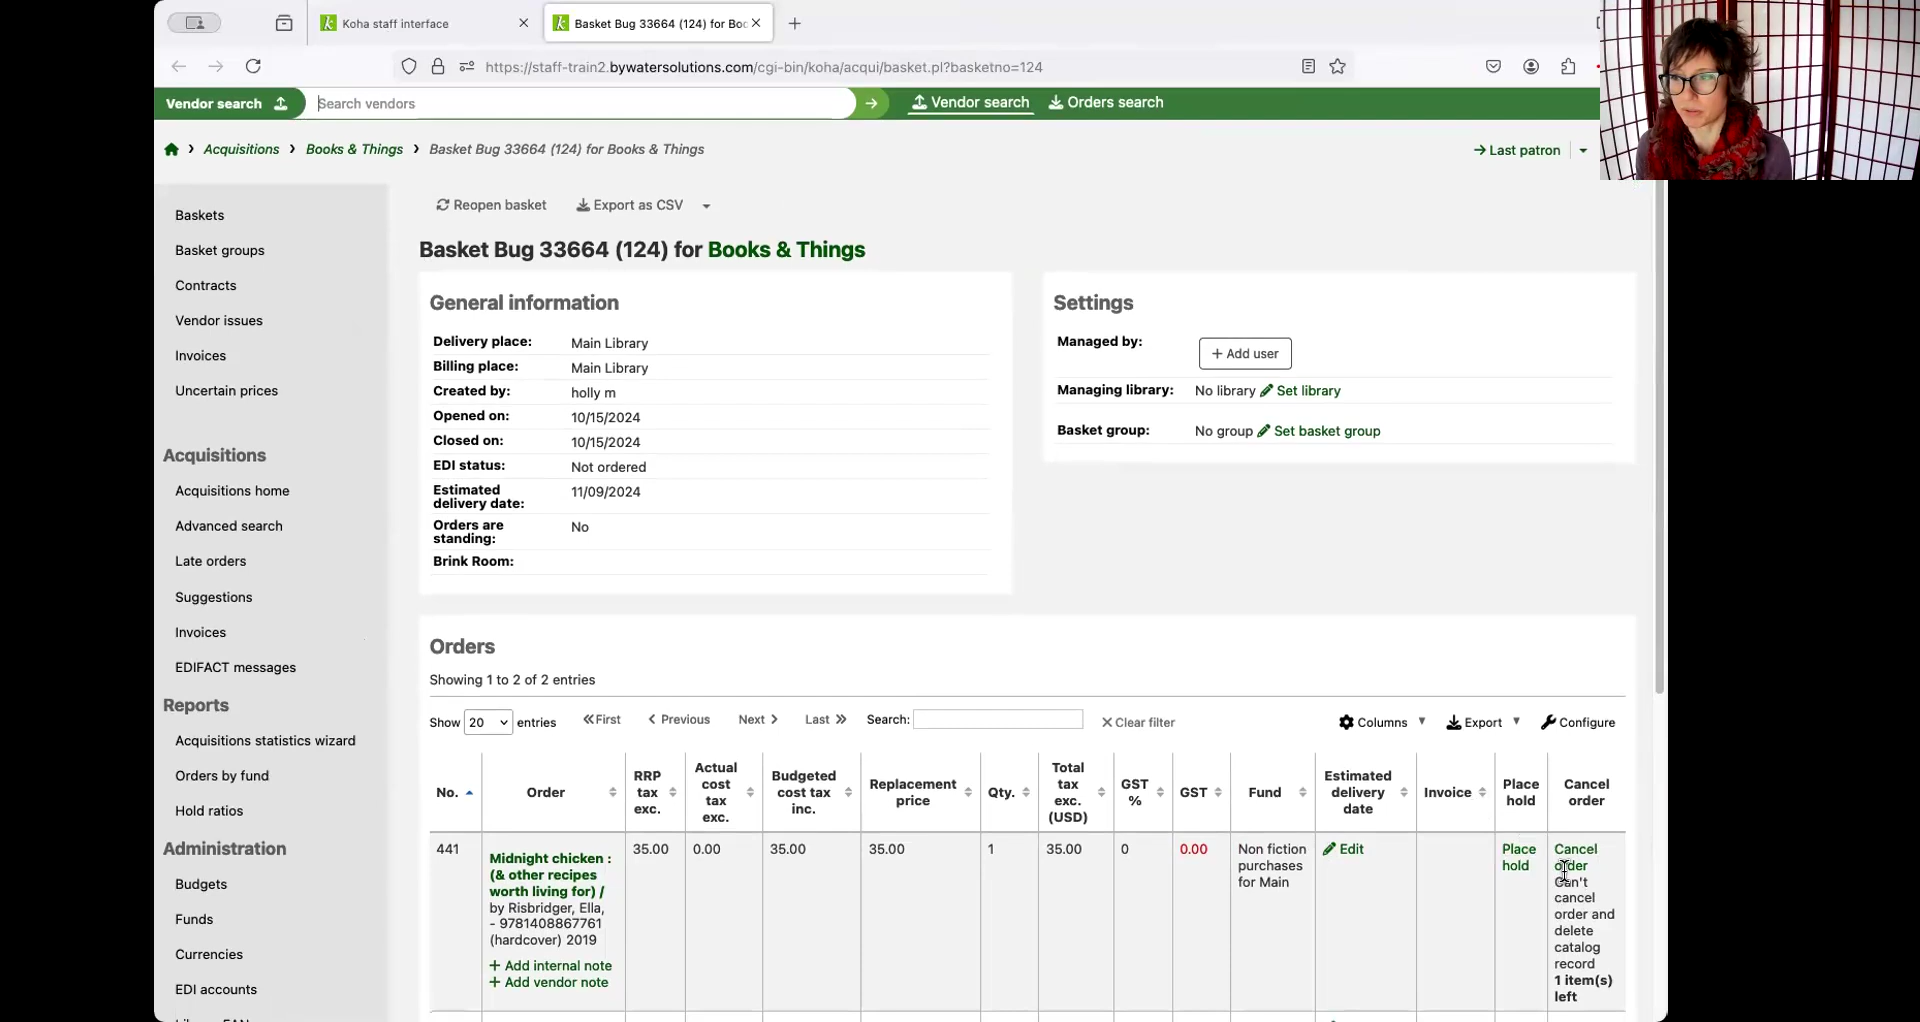 Koha staff interface
Basket Bug 33664 (124) for Boo
https://staff-train2.bywatersolutions.com/cgi-bin/koha/acqui/basket.pl?basketno=124
Vendor search
Search vendors
Vendor search
Orders search
Acquisitions
Books & Things
Basket Bug 33664 (124) for Books & Things
Last patron
Baskets
Basket groups
Contracts
Vendor issues
Invoices
Uncertain prices
Acquisitions
Acquisitions home
Advanced search
Late orders
Suggestions
Invoices
EDIFACT messages
Reports
Acquisitions statistics wizard
Orders by fund
Hold ratios
Administration
Budgets
Funds
Currencies
EDI accounts
Reopen basket
Export as CSV
Basket Bug 33664 (124) for Books & Things
General information
Delivery place: Main Library
Billing place: Main Library
Created by: holly m
Opened on: 10/15/2024
Closed on: 10/15/2024
EDI status: Not ordered
Estimated
delivery date: 11/09/2024
Orders are
standing: No
Brink Room:
Settings
Managed by: + Add user
Managing library: No library Set library
Basket group: No group Set basket group
Orders
Showing 1 to 2 of 2 entries
Show 20 entries
First
Previous
Next
Last
Search:
Clear filter
Columns
Export
Configure
No.
Order
RRP
tax
exc.
Actual
cost
tax
exc.
Budgeted
cost tax
inc.
Replacement
price
Qty.
Total
tax
exc.
(USD)
GST
%
GST
Fund
Estimated
delivery
date
Invoice
Place
hold
Cancel
order
441
Midnight chicken :
(& other recipes
worth living for) /
by Risbridger, Ella,
- 9781408867761
(hardcover) 2019
+ Add internal note
+ Add vendor note
35.00
0.00
35.00
35.00
1
35.00
0
0.00
Non fiction
purchases
for Main
Edit
Place
hold
Cancel
order
Can't
cancel
order and
delete
catalog
record
1 item(s)
left